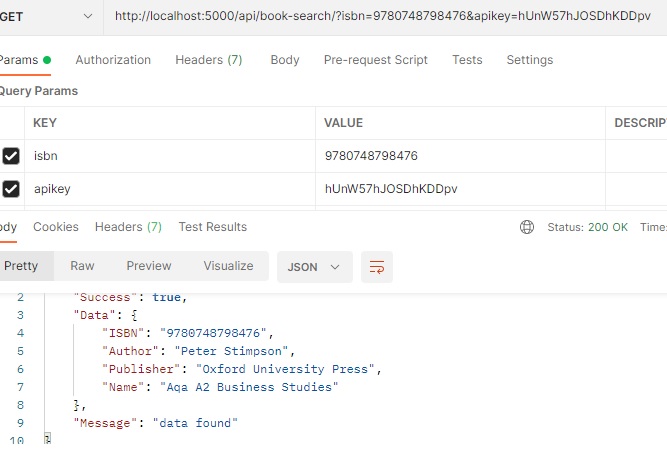 GET http://localhost:5000/api/book-search/?isbn=9780748798476&apikey=hUnW57hJOSDhKDDpv
Params Authorization Headers (7) Body Pre-request Script Tests Settings
Query Params
KEY VALUE DESCRIP
isbn 9780748798476
apikey hUnW57hJOSDhKDDpv
ody Cookies Headers (7) Test Results Status: 200 OK Time:
Pretty Raw Preview Visualize JSON
2 "Success": true,
3 "Data": {
4 "ISBN": "9780748798476",
5 "Author": "Peter Stimpson",
6 "Publisher": "Oxford University Press",
7 "Name": "Aqa A2 Business Studies"
8 },
9 "Message": "data found"
10 }